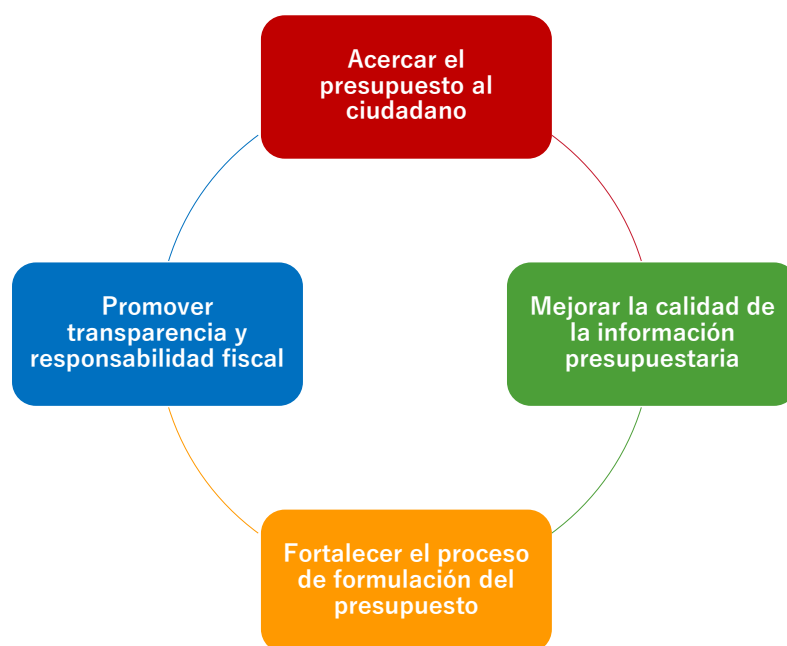 Acercar el
presupuesto al
ciudadano
Promover
transparencia y
responsabilidad fiscal
Mejorar la calidad de
la información
presupuestaria
Fortalecer el proceso
de formulación del
presupuesto